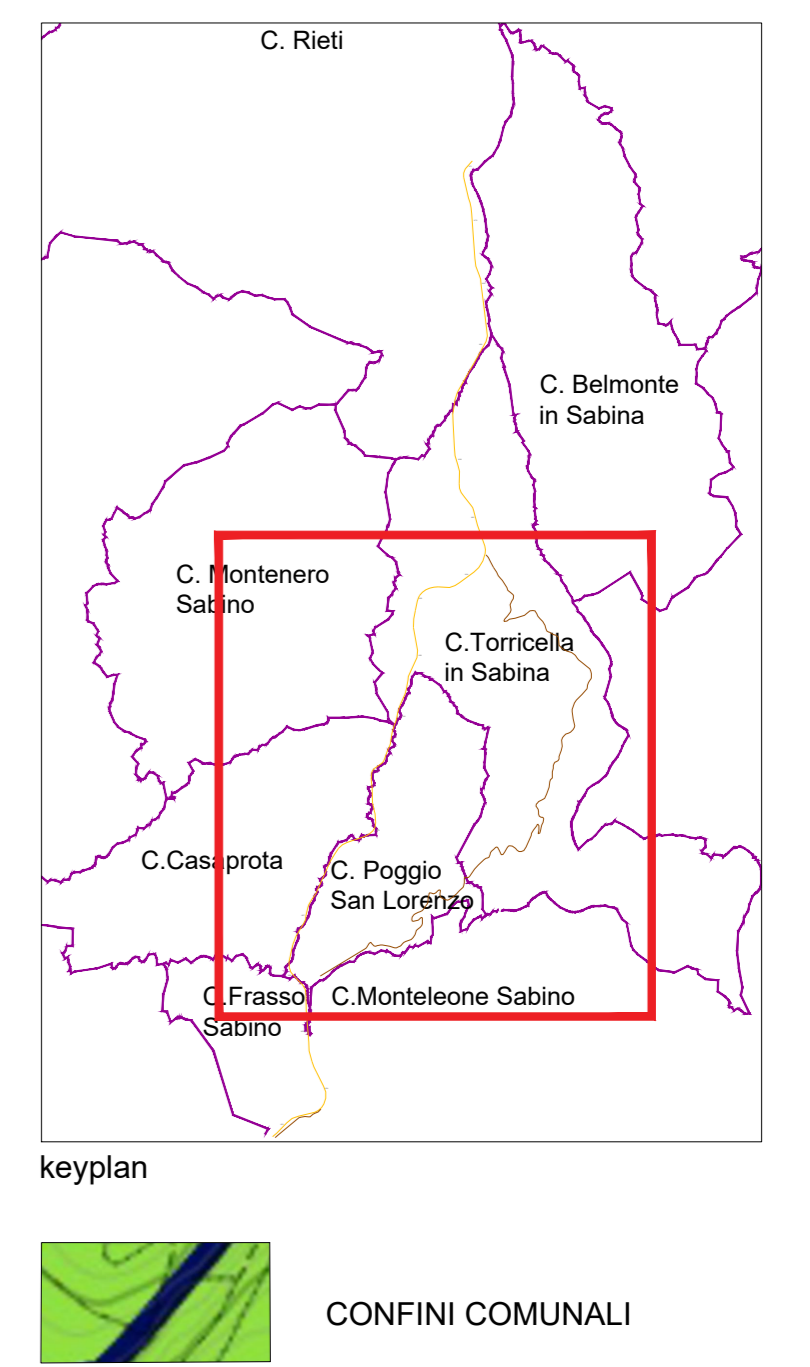 C. Rieti
C. Belmonte
in Sabina
C. Montenero
Sabino
C.Torricella
in Sabina
C.Casaprota
C. Poggio
San Lorenzo
C.Frasso
Sabino
C.Monteleone Sabino
keyplan
CONFINI COMUNALI